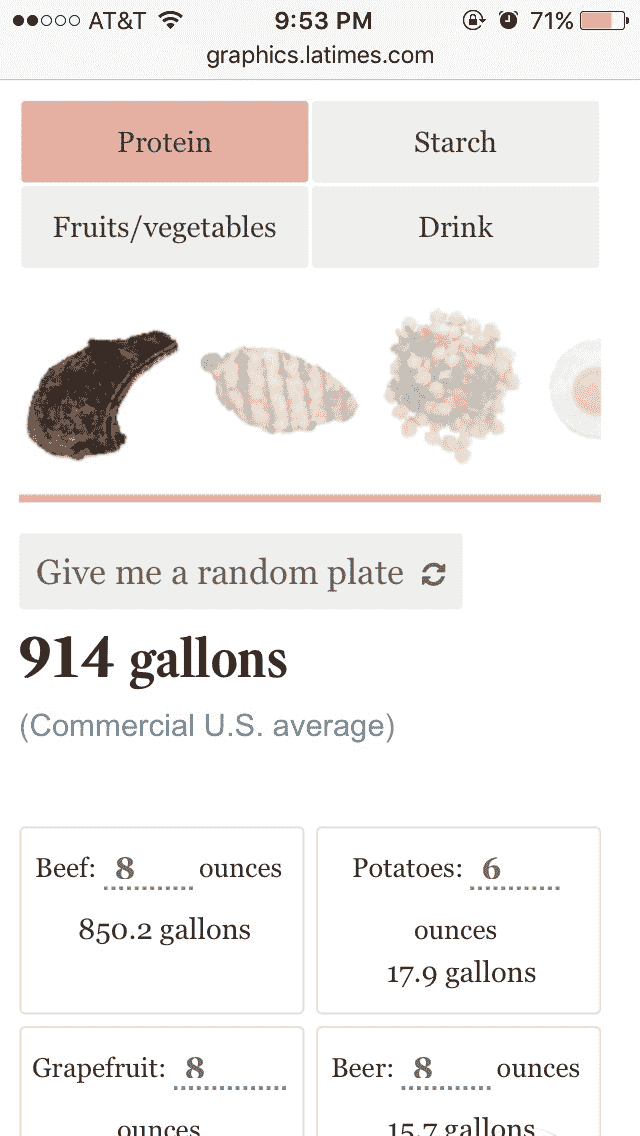 AT&T 9:53 PM 71%
graphics.latimes.com
Protein Starch
Fruits/vegetables Drink
Give me a random plate
914 gallons
(Commercial U.S. average)
Beef: 8 ounces
850.2 gallons
Potatoes: 6
ounces
17.9 gallons
Grapefruit: 8
ounces
Beer: 8 ounces
15.7 gallons